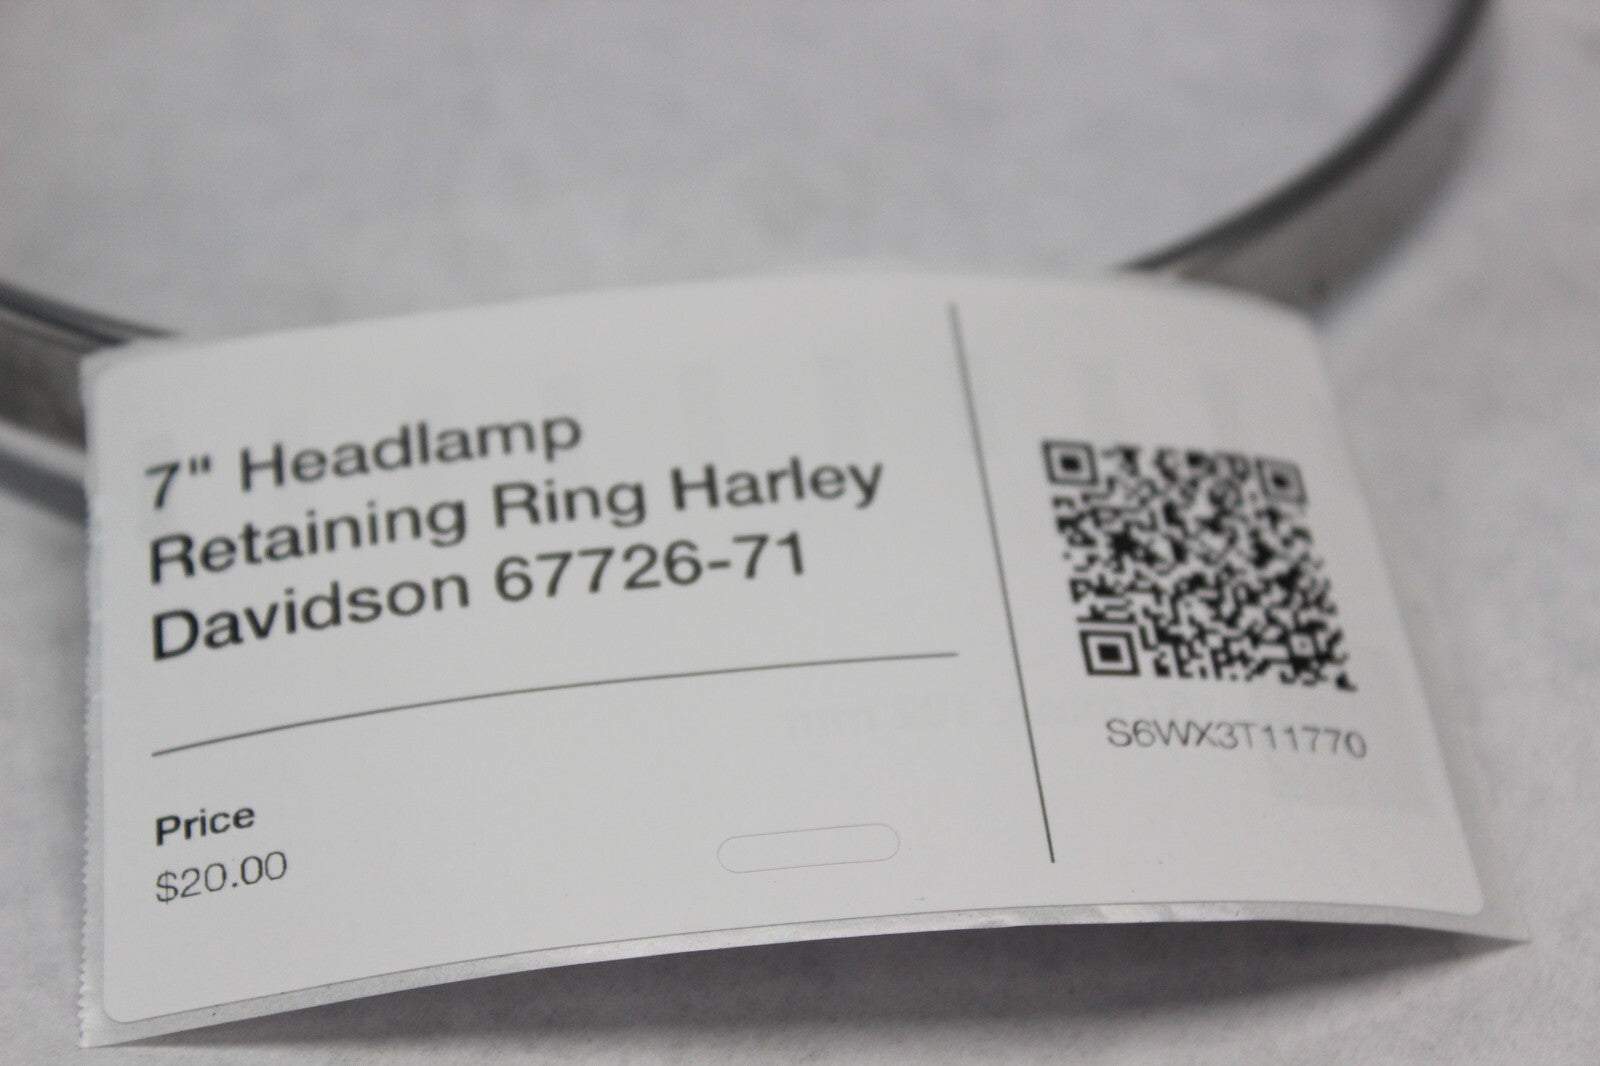 7" Headlamp
Retaining Ring Harley
Davidson 67726-71
Price
$20.00
S6WX3T11770